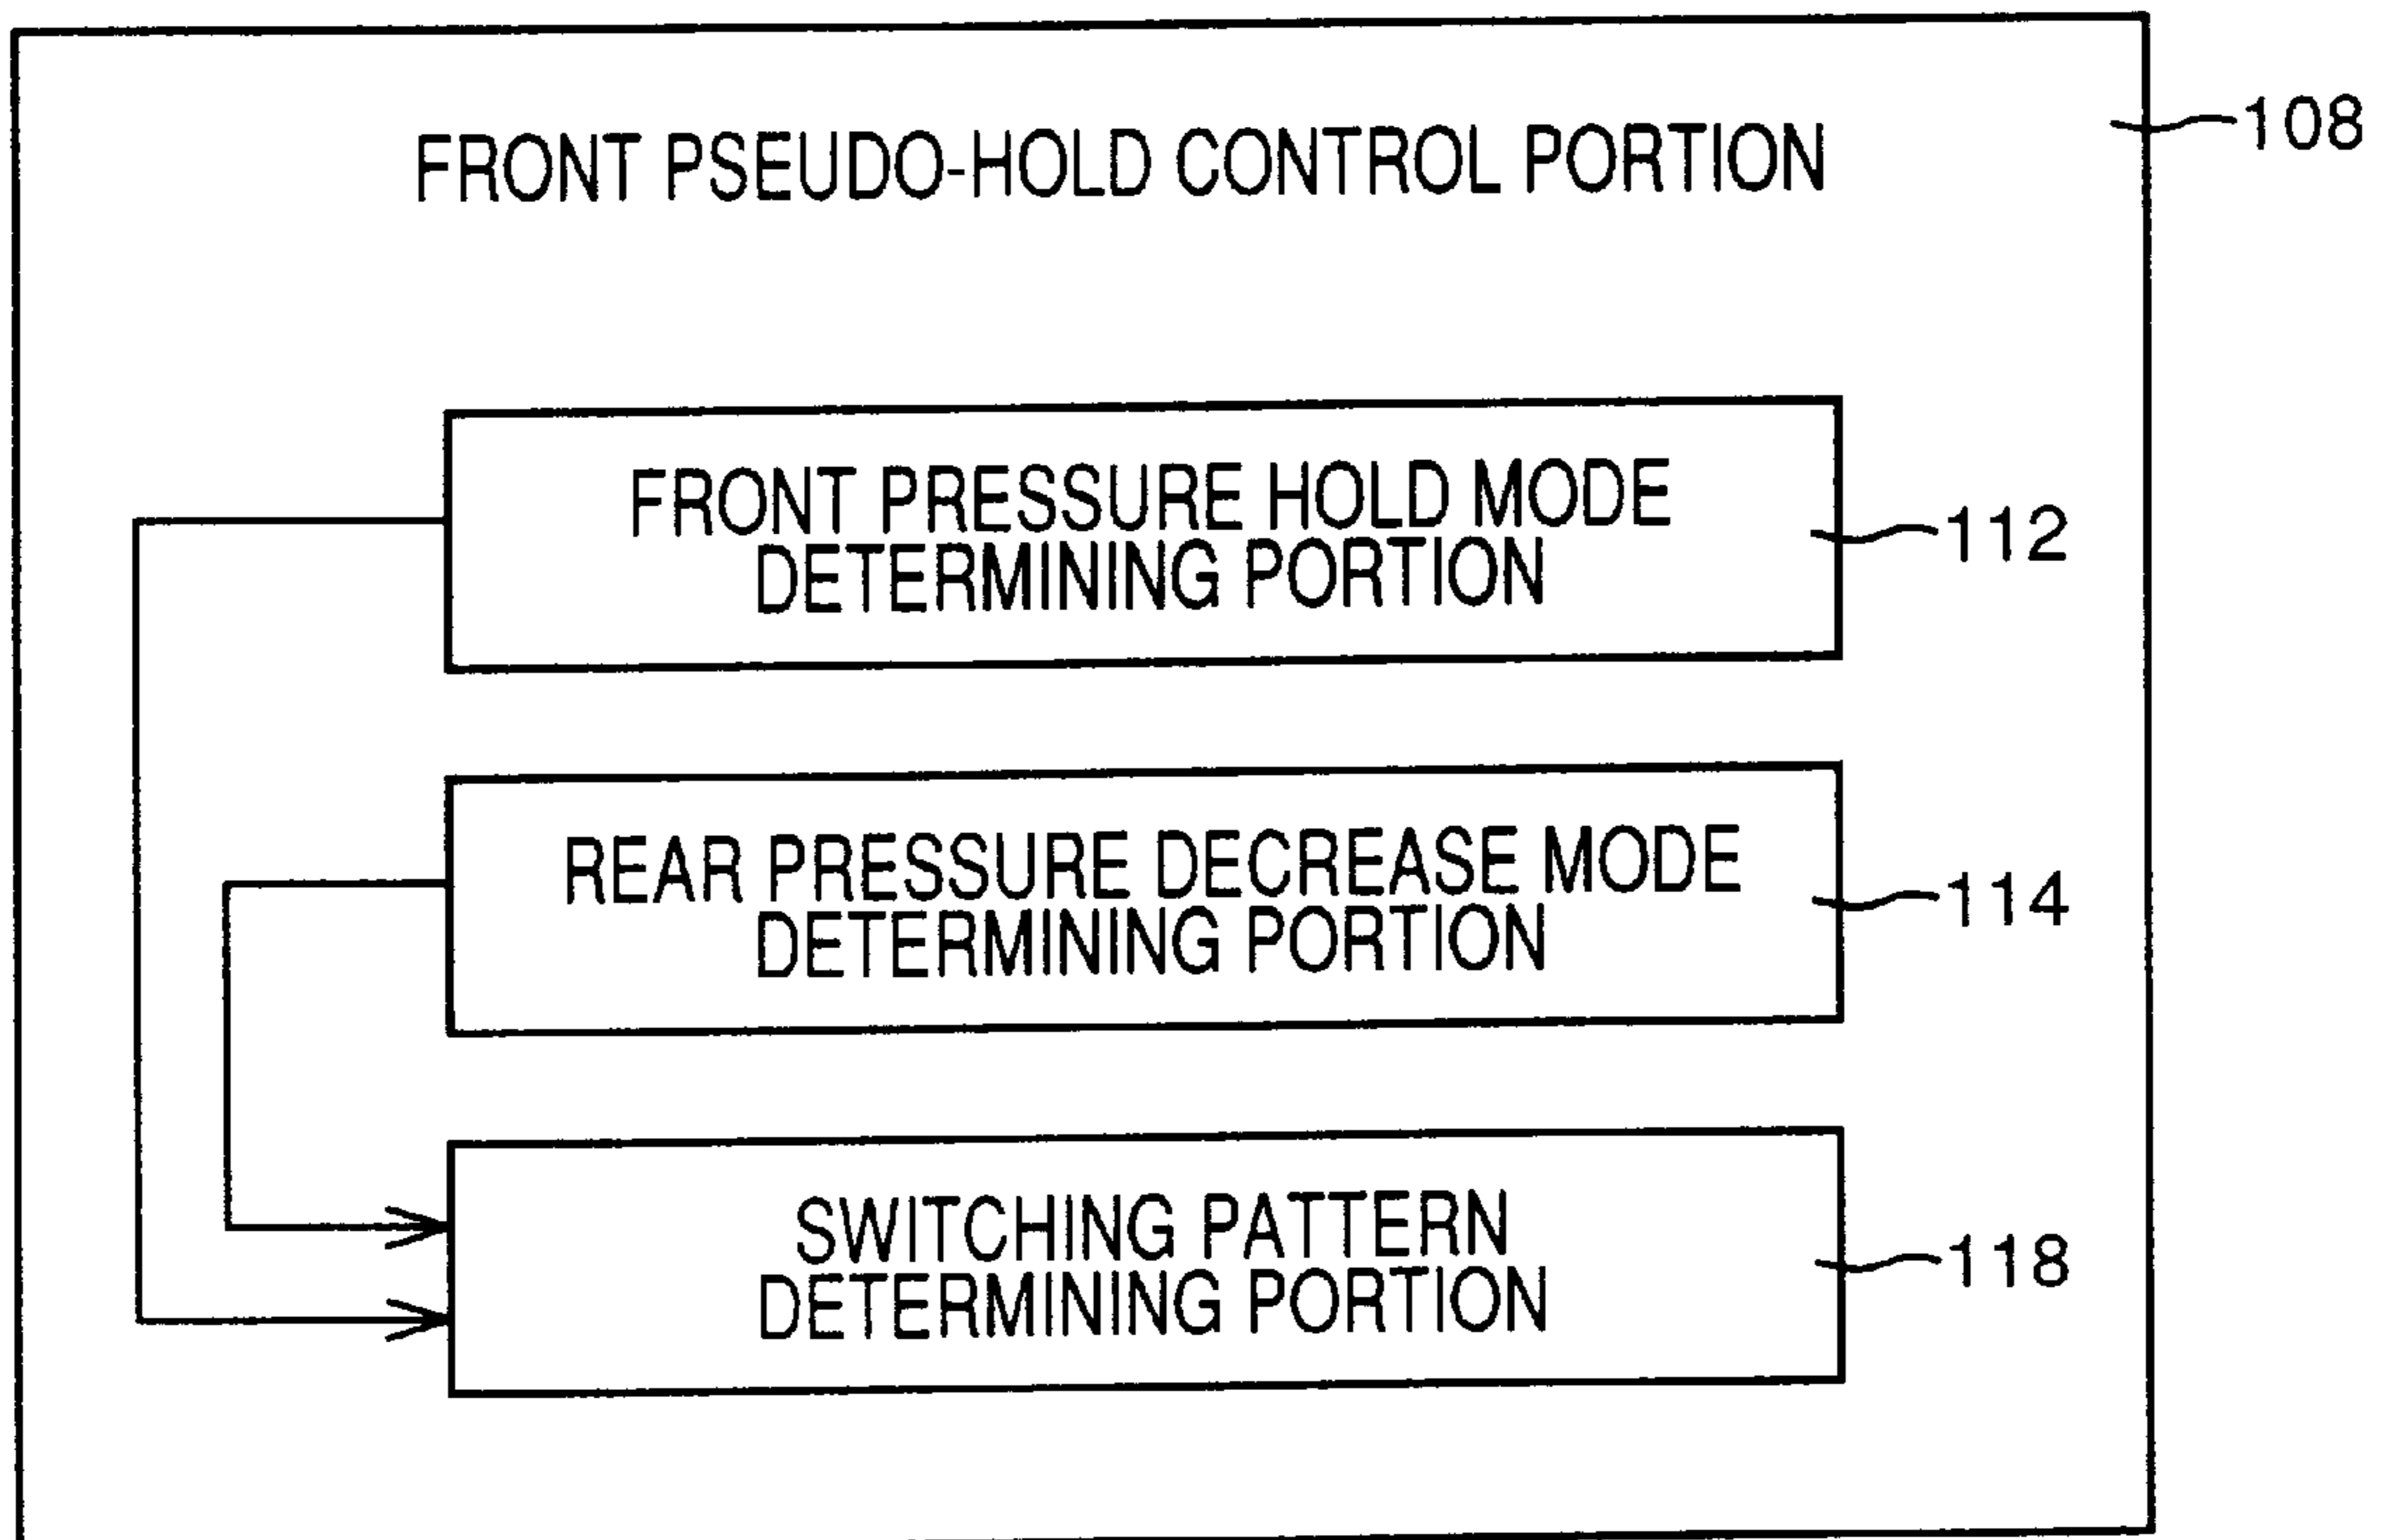 FRONT PSEUDO-HOLD CONTROL PORTION
108
FRONT PRESSURE HOLD MODE
DETERMINING PORTION
112
REAR PRESSURE DECREASE MODE
DETERMINING PORTION
114
SWITCHING PATTERN
DETERMINING PORTION
118